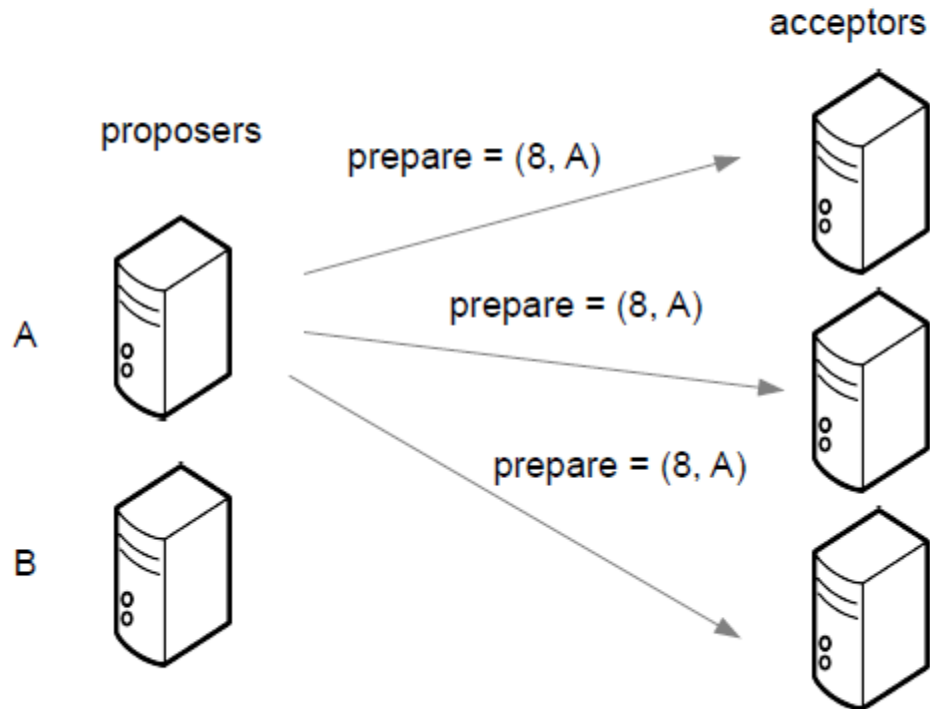 acceptors
proposers
prepare = (8, A)
prepare = (8, A)
A
prepare = (8, A)
B